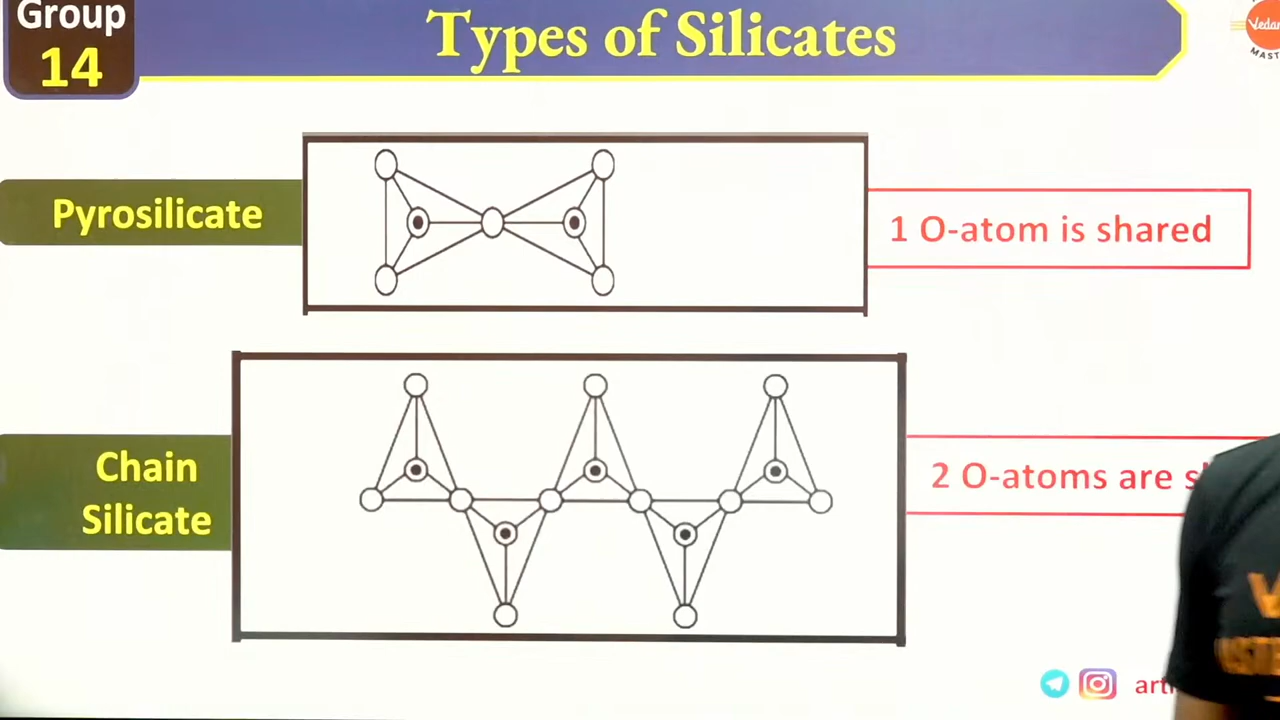 Group
14
Types of Silicates
Pyrosilicate
1 O-atom is shared
Chain
Silicate
2 O-atoms are